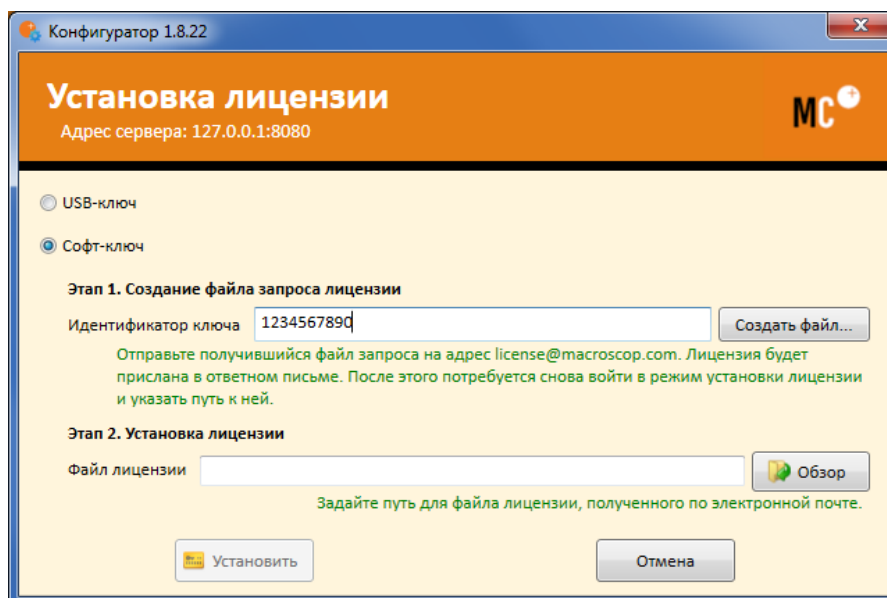 Конфигуратор 1.8.22
Установка лицензии
Адрес сервера: 127.0.0.1:8080
MC
USB-ключ
Софт-ключ
Этап 1. Создание файла запроса лицензии
Идентификатор ключа 1234567890 Создать файл...
Отправьте получившийся файл запроса на адрес license@macroscop.com. Лицензия будет
прислана в ответном письме. После этого потребуется снова войти в режим установки лицензии
и указать путь к ней.
Этап 2. Установка лицензии
Файл лицензии Обзор
Задайте путь для файла лицензии, полученного по электронной почте.
Установить Отмена